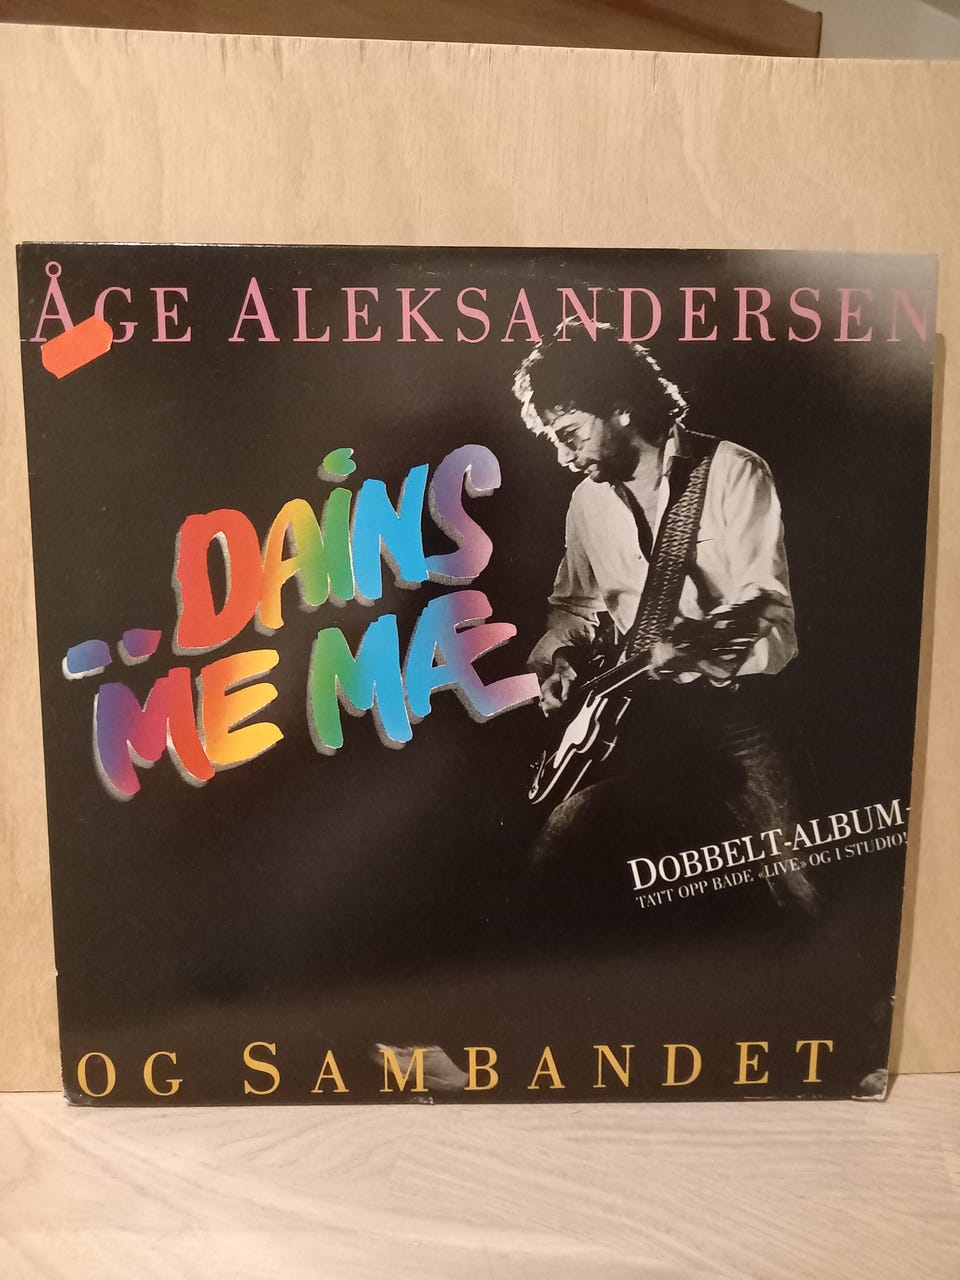 ÅGE ALEKSANDERSEN
DAINS
ME MÆ
DOBBELT-ALBUM-
TATT OPP BÅDE «LIVE» OG I STUDIO!
OG SAMBANDET